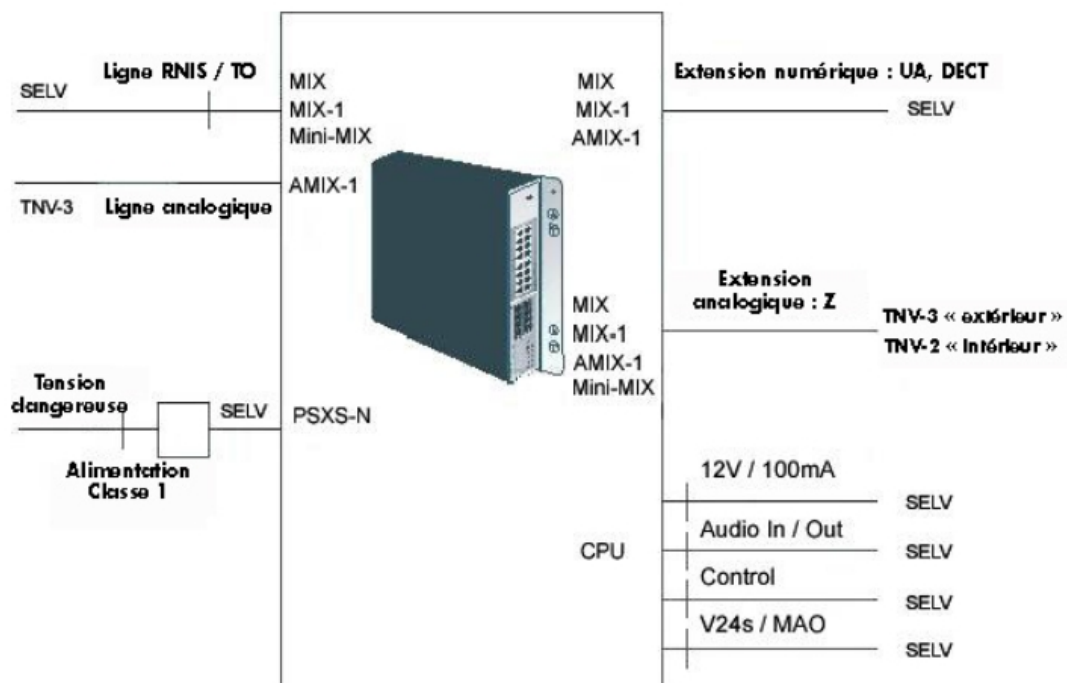 Ligne RNIS / TO
SELV
MIX
MIX-1
Mini-MIX
AMIX-1
TNV-3
Ligne analogique
Tension
dangereuse
SELV
PSXS-N
Alimentation
Classe 1
MIX
MIX-1
AMIX-1
Extension numérique : UA, DECT
SELV
MIX
MIX-1
AMIX-1
Mini-MIX
Extension
analogique : Z
TNV-3 « extérieur »
TNV-2 « intérieur »
CPU
12V / 100mA
SELV
Audio In / Out
SELV
Control
SELV
V24s / MAO
SELV